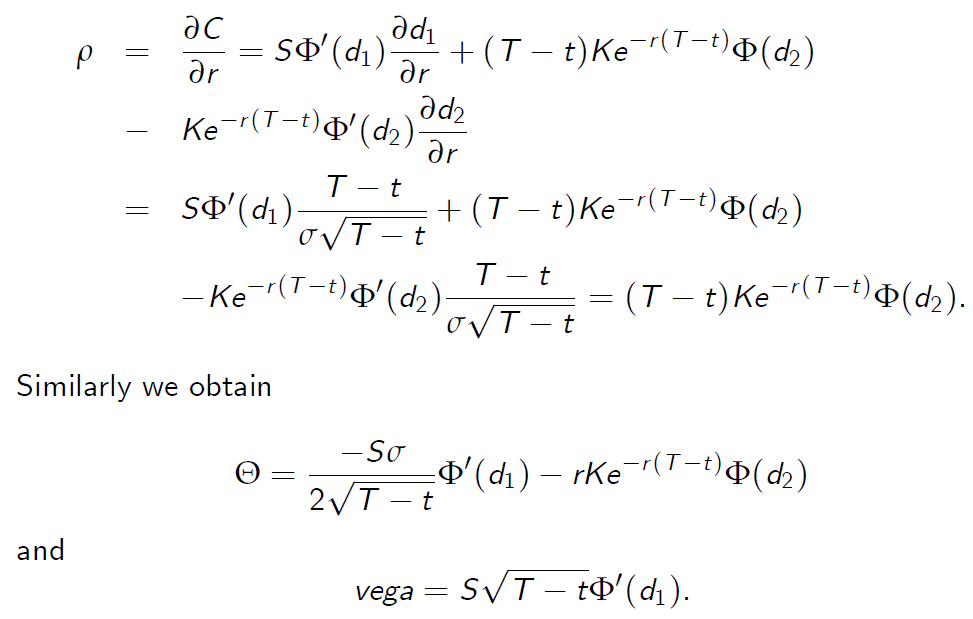 ρ = ∂C/∂r = SΦ′(d₁) ∂d₁/∂r + (T − t)Ke^{−r(T−t)}Φ(d₂)
− Ke^{−r(T−t)}Φ′(d₂) ∂d₂/∂r
= SΦ′(d₁) (T − t)/(σ√(T − t)) + (T − t)Ke^{−r(T−t)}Φ(d₂)
−Ke^{−r(T−t)}Φ′(d₂) (T − t)/(σ√(T − t)) = (T − t)Ke^{−r(T−t)}Φ(d₂).
Similarly we obtain
Θ = (−Sσ)/(2√(T − t)) Φ′(d₁) − rKe^{−r(T−t)}Φ(d₂)
and
vega = S√(T − t)Φ′(d₁).